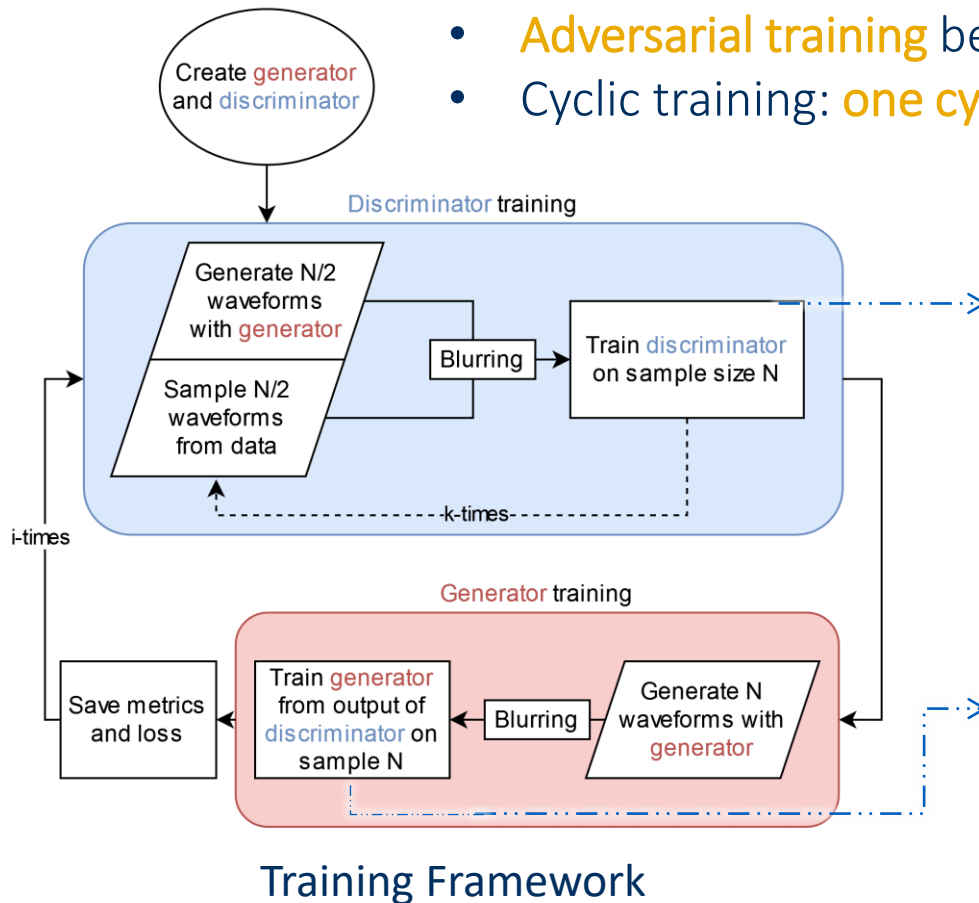 • Adversarial training be
• Cyclic training: one cy
Create generator
and discriminator
Discriminator training
Generate N/2
waveforms
with generator
Sample N/2
waveforms
from data
Blurring
Train discriminator
on sample size N
k-times
i-times
Generator training
Save metrics
and loss
Train generator
from output of
discriminator on
sample N
Blurring
Generate N
waveforms with
generator
Training Framework